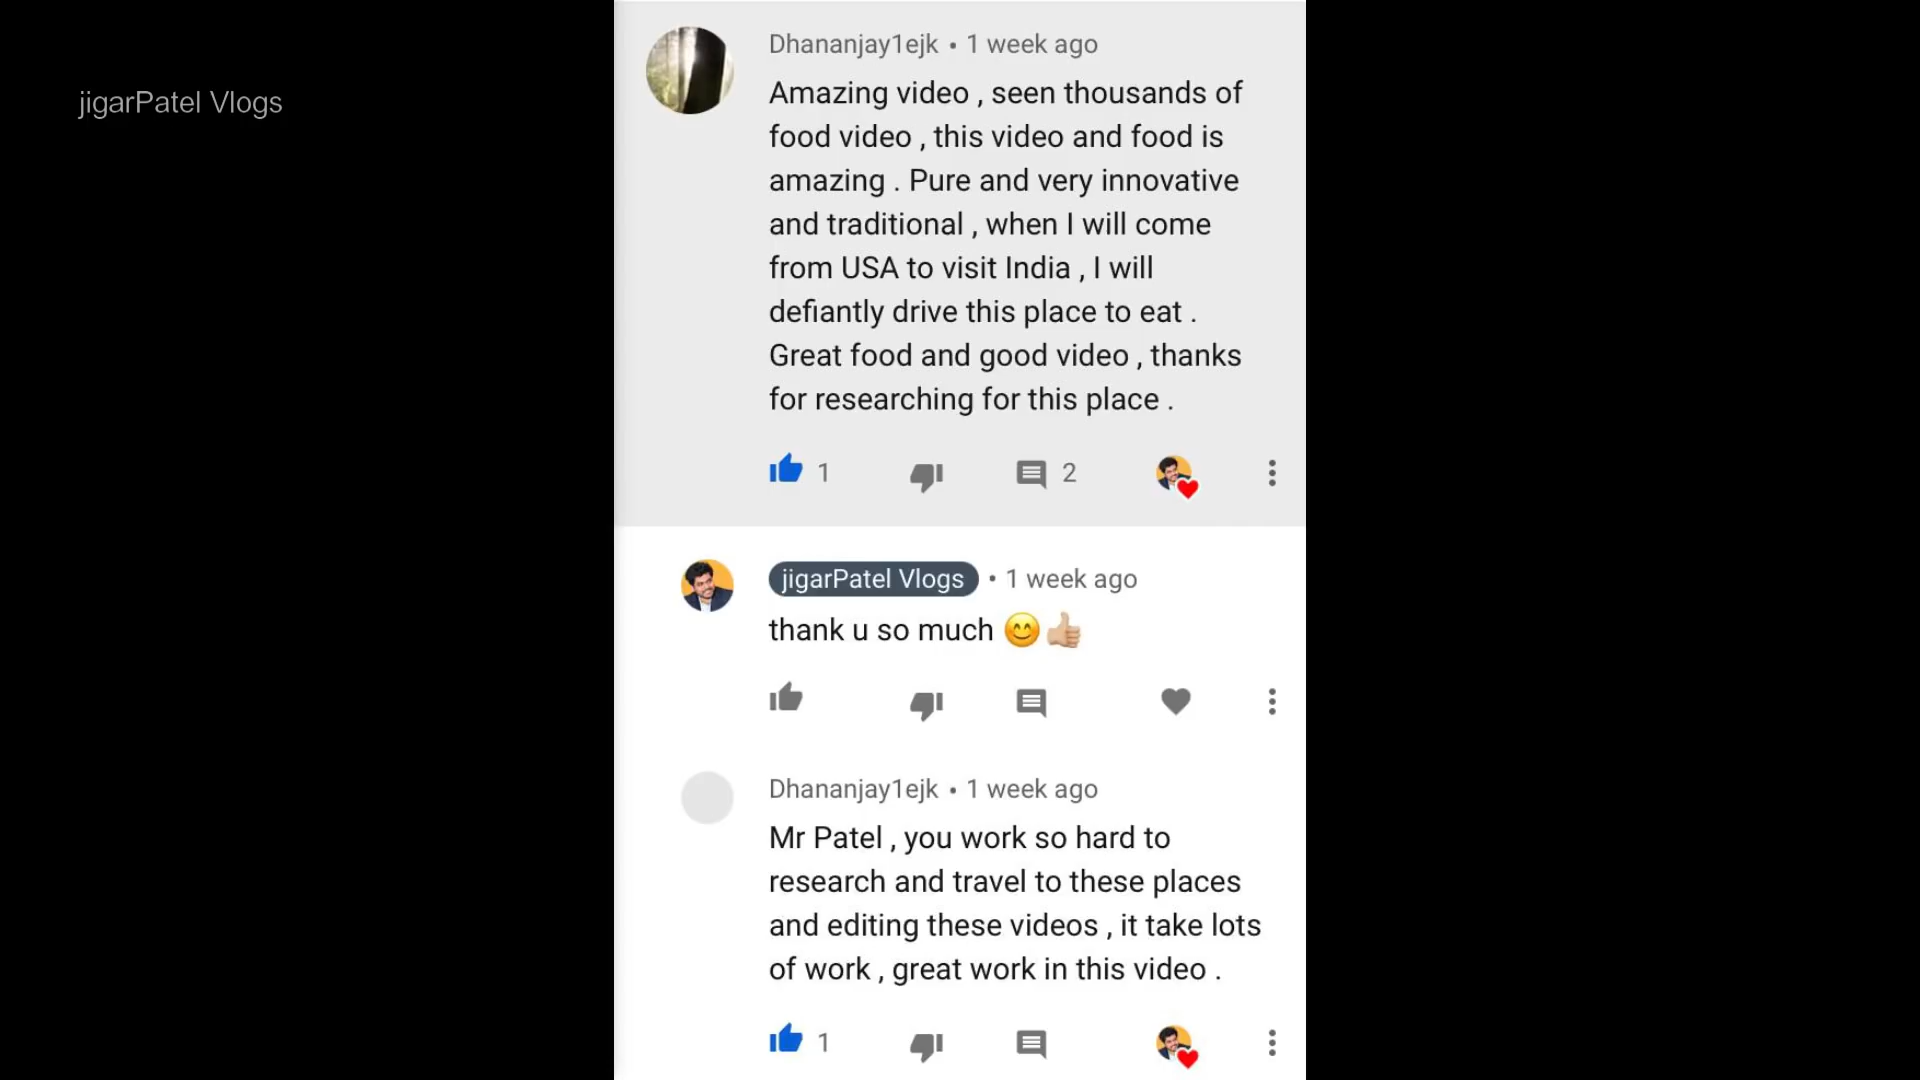 jigarPatel Vlogs
Dhananjay1ejk • 1 week ago
Amazing video , seen thousands of
food video , this video and food is
amazing . Pure and very innovative
and traditional , when I will come
from USA to visit India , I will
defiantly drive this place to eat .
Great food and good video , thanks
for researching for this place .
1 2
jigarPatel Vlogs • 1 week ago
thank u so much 😊👍🏼
Dhananjay1ejk • 1 week ago
Mr Patel , you work so hard to
research and travel to these places
and editing these videos , it take lots
of work , great work in this video .
1